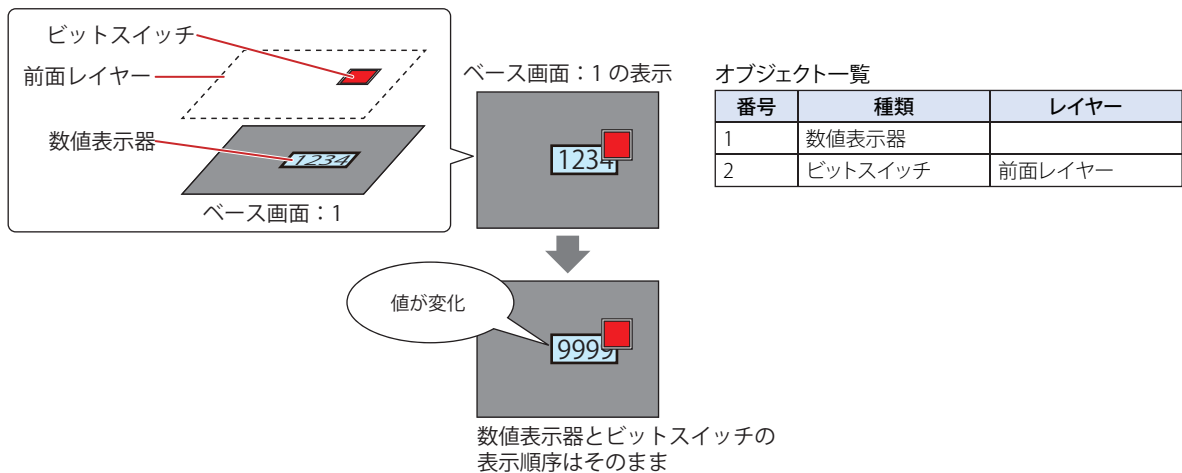 ビットスイッチ
前面レイヤー
数値表示器
1234
ベース画面：1
ベース画面：1 の表示
1234
値が変化
9999
数値表示器とビットスイッチの
表示順序はそのまま
オブジェクト一覧
番号 種類 レイヤー
1 数値表示器
2 ビットスイッチ 前面レイヤー